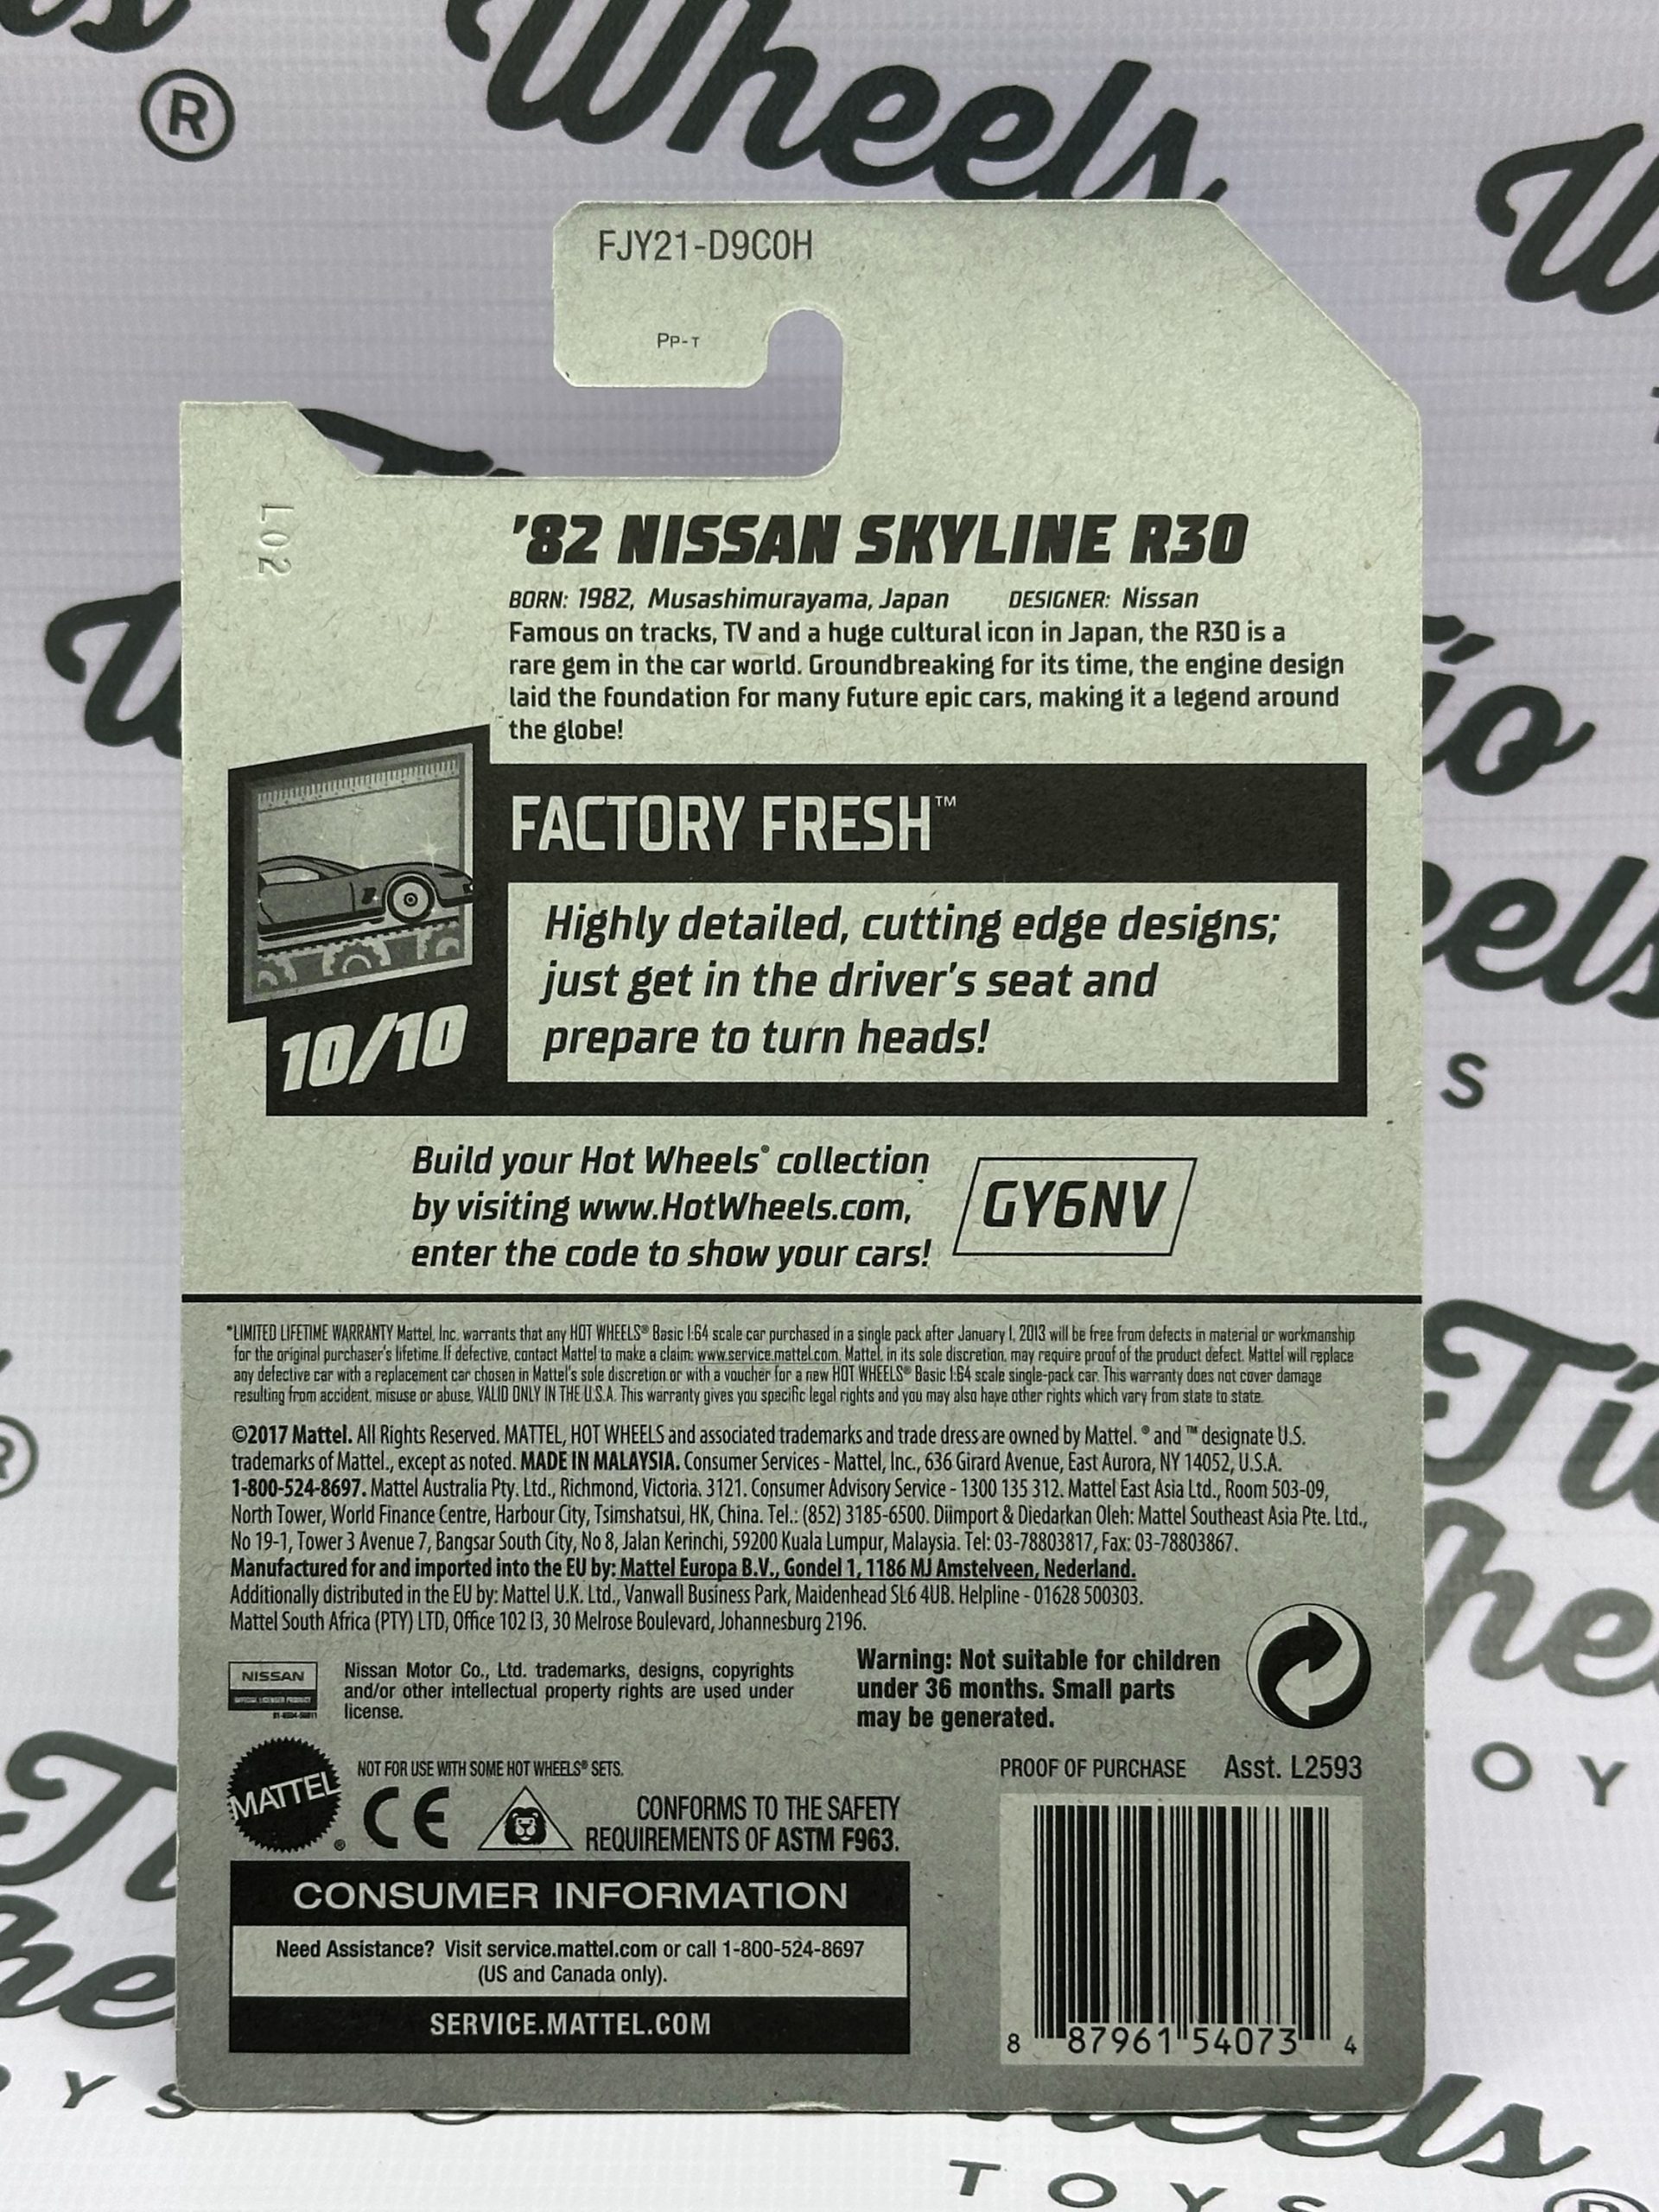 ®
Wheels
FJY21-D9C0H
Pp-T
L02
'82 NISSAN SKYLINE R30
BORN: 1982, Musashimurayama, Japan DESIGNER: Nissan
Famous on tracks, TV and a huge cultural icon in Japan, the R30 is a
rare gem in the car world. Groundbreaking for its time, the engine design
laid the foundation for many future epic cars, making it a legend around
the globe!
FACTORY FRESH™
Highly detailed, cutting edge designs;
just get in the driver's seat and
prepare to turn heads!
10/10
Build your Hot Wheels® collection
by visiting www.HotWheels.com,
enter the code to show your cars!
GY6NV
*LIMITED LIFETIME WARRANTY Mattel, Inc. warrants that any HOT WHEELS® Basic 1:64 scale car purchased in a single pack after January 1, 2013 will be free from defects in material or workmanship
for the original purchaser's lifetime. If defective, contact Mattel to make a claim: www.service.mattel.com. Mattel, in its sole discretion, may require proof of the product defect. Mattel will replace
any defective car with a replacement car chosen in Mattel's sole discretion or with a voucher for a new HOT WHEELS® Basic 1:64 scale single-pack car. This warranty does not cover damage
resulting from accident, misuse or abuse. VALID ONLY IN THE U.S.A. This warranty gives you specific legal rights and you may also have other rights which vary from state to state.
©2017 Mattel. All Rights Reserved. MATTEL, HOT WHEELS and associated trademarks and trade dress are owned by Mattel. ® and ™ designate U.S.
trademarks of Mattel., except as noted. MADE IN MALAYSIA. Consumer Services - Mattel, Inc., 636 Girard Avenue, East Aurora, NY 14052, U.S.A.
1-800-524-8697. Mattel Australia Pty. Ltd., Richmond, Victoria. 3121. Consumer Advisory Service - 1300 135 312. Mattel East Asia Ltd., Room 503-09,
North Tower, World Finance Centre, Harbour City, Tsimshatsui, HK, China. Tel.: (852) 3185-6500. Diimport & Diedarkan Oleh: Mattel Southeast Asia Pte. Ltd.,
No 19-1, Tower 3 Avenue 7, Bangsar South City, No 8, Jalan Kerinchi, 59200 Kuala Lumpur, Malaysia. Tel: 03-78803817, Fax: 03-78803867.
Manufactured for and imported into the EU by: Mattel Europa B.V., Gondel 1, 1186 MJ Amstelveen, Nederland.
Additionally distributed in the EU by: Mattel U.K. Ltd., Vanwall Business Park, Maidenhead SL6 4UB. Helpline - 01628 500303.
Mattel South Africa (PTY) LTD, Office 102 I3, 30 Melrose Boulevard, Johannesburg 2196.
NISSAN
OFFICIAL LICENSED PRODUCT
Nissan Motor Co., Ltd. trademarks, designs, copyrights
and/or other intellectual property rights are used under
license.
Warning: Not suitable for children
under 36 months. Small parts
may be generated.
MATTEL®
NOT FOR USE WITH SOME HOT WHEELS® SETS.
CE
CONFORMS TO THE SAFETY
REQUIREMENTS OF ASTM F963.
PROOF OF PURCHASE Asst. L2593
CONSUMER INFORMATION
Need Assistance? Visit service.mattel.com or call 1-800-524-8697
(US and Canada only).
SERVICE.MATTEL.COM
8 87961 54073 4
TOYS